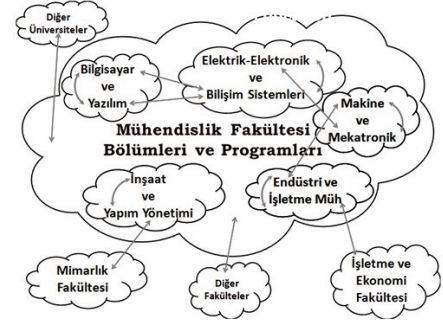 Diğer
Üniversiteler
Elektrik-Elektronik
ve
Bilişim Sistemleri
Bilgisayar
ve
Yazılım
Makine
ve
Mekatronik
Mühendislik Fakültesi
Bölümleri ve Programları
İnşaat
ve
Yapım Yönetimi
Endüstri ve
İşletme Müh
Mimarlık
Fakültesi
Diğer
Fakülteler
İşletme ve
Ekonomi
Fakültesi